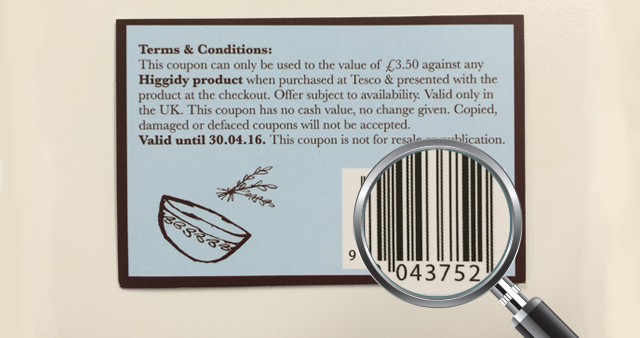 Terms & Conditions:
This coupon can only be used to the value of £3.50 against any
Higgidy product when purchased at Tesco & presented with the
product at the checkout. Offer subject to availability. Valid only in
the UK. This coupon has no cash value, no change given. Copied,
damaged or defaced coupons will not be accepted.
Valid until 30.04.16. This coupon is not for resale or publication.
9 043752